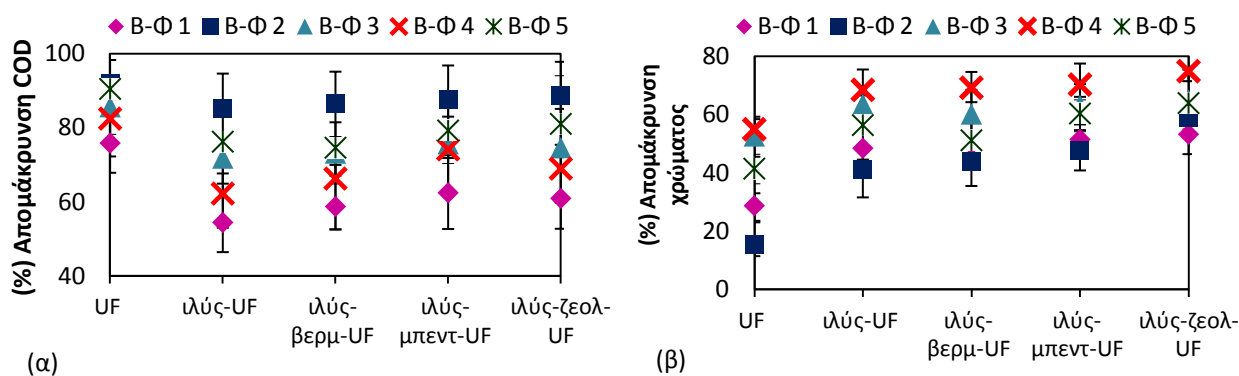 Β-Φ 1 Β-Φ 2 Β-Φ 3 Β-Φ 4 Β-Φ 5
(%) Απομάκρυνση COD
100
80
60
40
UF
ιλύς-UF
ιλύς-
βερμ-UF
ιλύς-
μπεντ-UF
ιλύς-ζεολ-
UF
(α)
Β-Φ 1 Β-Φ 2 Β-Φ 3 Β-Φ 4 Β-Φ 5
(%) Απομάκρυνση
χρώματος
80
60
40
20
0
UF
ιλύς-UF
ιλύς-
βερμ-UF
ιλύς-
μπεντ-UF
ιλύς-ζεολ-
UF
(β)